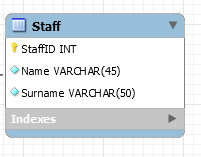 Staff
StaffID INT
Name VARCHAR(45)
Surname VARCHAR(50)
Indexes